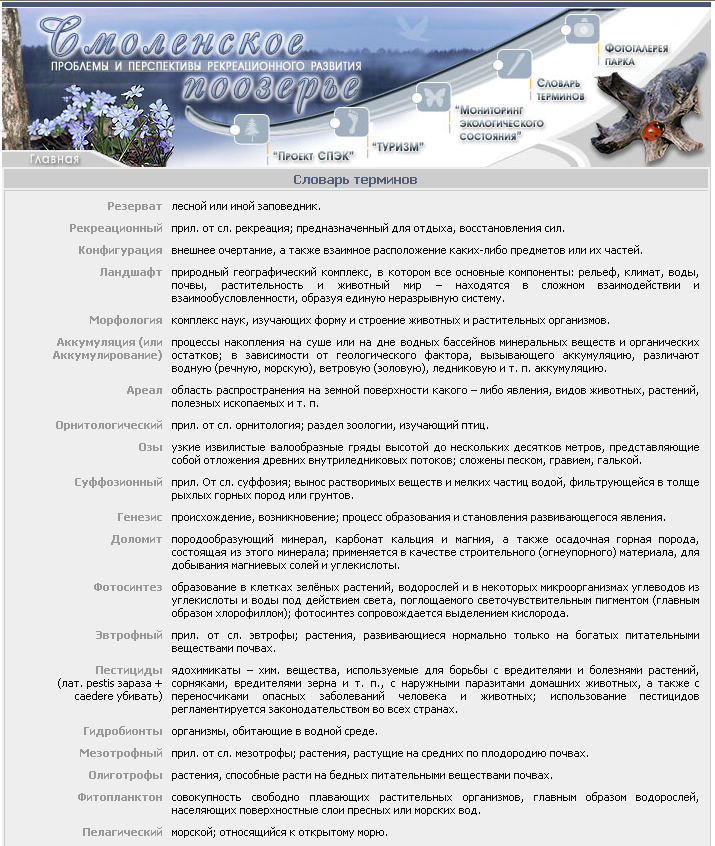 Смоленское
ПРОБЛЕМЫ И ПЕРСПЕКТИВЫ РЕКРЕАЦИОННОГО РАЗВИТИЯ
поозерье
Фотогалерея
парка
Словарь
терминов
"Мониторинг
экологического
состояния"
"ТУРИЗМ"
"Проект СПЭК"
Главная
Словарь терминов
Резерват лесной или иной заповедник.
Рекреационный прил. от сл. рекреация; предназначенный для отдыха, восстановления сил.
Конфигурация внешнее очертание, а также взаимное расположение каких-либо предметов или их частей.
Ландшафт природный географический комплекс, в котором все основные компоненты: рельеф, климат, воды,
почвы, растительность и животный мир – находятся в сложном взаимодействии и
взаимообусловленности, образуя единую неразрывную систему.
Морфология комплекс наук, изучающих форму и строение животных и растительных организмов.
Аккумуляция (или процессы накопления на суше или на дне водных бассейнов минеральных веществ и органических
Аккумулирование) остатков; в зависимости от геологического фактора, вызывающего аккумуляцию, различают
водную (речную, морскую), ветровую (золовую), ледниковую и т. п. аккумуляцию.
Ареал область распространения на земной поверхности какого – либо явления, видов животных, растений,
полезных ископаемых и т. п.
Орнитологический прил. от сл. орнитология; раздел зоологии, изучающий птиц.
Озы узкие извилистые валообразные гряды высотой до нескольких десятков метров, представляющие
собой отложения древних внутриледниковых потоков; сложены песком, гравием, галькой.
Суффозионный прил. От сл. суффозия; вынос растворимых веществ и мелких частиц водой, фильтрующейся в толще
рыхлых горных пород или грунтов.
Генезис происхождение, возникновение; процесс образования и становления развивающегося явления.
Доломит породообразующий минерал, карбонат кальция и магния, а также осадочная горная порода,
состоящая из этого минерала; применяется в качестве строительного (огнеупорного) материала, для
добывания магниевых солей и углекислоты.
Фотосинтез образование в клетках зелёных растений, водорослей и в некоторых микроорганизмах углеводов из
углекислоты и воды под действием света, поглощаемого светочувствительным пигментом (главным
образом хлорофиллом); фотосинтез сопровождается выделением кислорода.
Эвтрофный прил. от сл. эвтрофы; растения, развивающиеся нормально только на богатых питательными
веществами почвах.
Пестициды ядохимикаты – хим. вещества, используемые для борьбы с вредителями и болезнями растений,
(лат. pestis зараза + сорняками, вредителями зерна и т. п., с наружными паразитами домашних животных, а также с
caedere убивать) переносчиками опасных заболеваний человека и животных; использование пестицидов
регламентируется законодательством во всех странах.
Гидробионты организмы, обитающие в водной среде.
Мезотрофный прил. от сл. мезотрофы; растения, растущие на средних по плодородию почвах.
Олиготрофы растения, способные расти на бедных питательными веществами почвах.
Фитопланктон совокупность свободно плавающих растительных организмов, главным образом водорослей,
населяющих поверхностные слои пресных или морских вод.
Пелагический морской; относящийся к открытому морю.